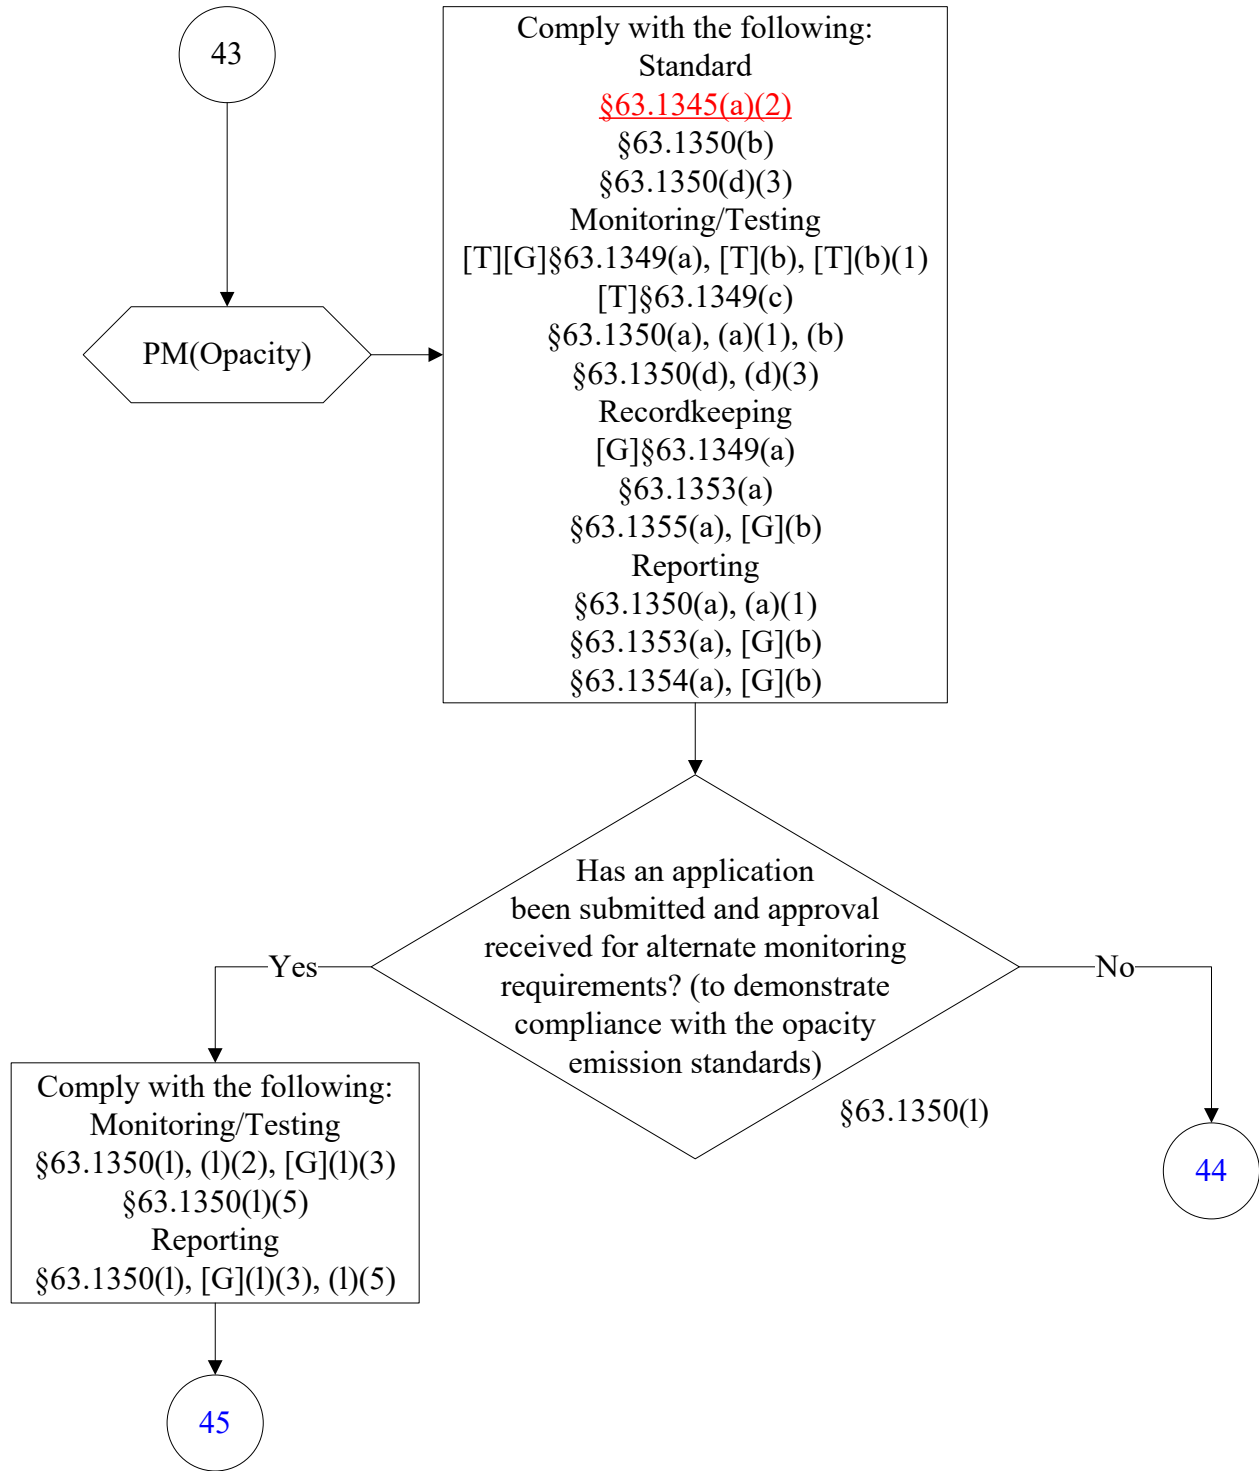 43
PM(Opacity)
Comply with the following:
Standard
§63.1345(a)(2)
§63.1350(b)
§63.1350(d)(3)
Monitoring/Testing
[T][G]§63.1349(a), [T](b), [T](b)(1)
[T]§63.1349(c)
§63.1350(a), (a)(1), (b)
§63.1350(d), (d)(3)
Recordkeeping
[G]§63.1349(a)
§63.1353(a)
§63.1355(a), [G](b)
Reporting
§63.1350(a), (a)(1)
§63.1353(a), [G](b)
§63.1354(a), [G](b)
Has an application
been submitted and approval
received for alternate monitoring
requirements? (to demonstrate
compliance with the opacity
emission standards)
§63.1350(l)
Yes
No
Comply with the following:
Monitoring/Testing
§63.1350(l), (l)(2), [G](l)(3)
§63.1350(l)(5)
Reporting
§63.1350(l), [G](l)(3), (l)(5)
44
45